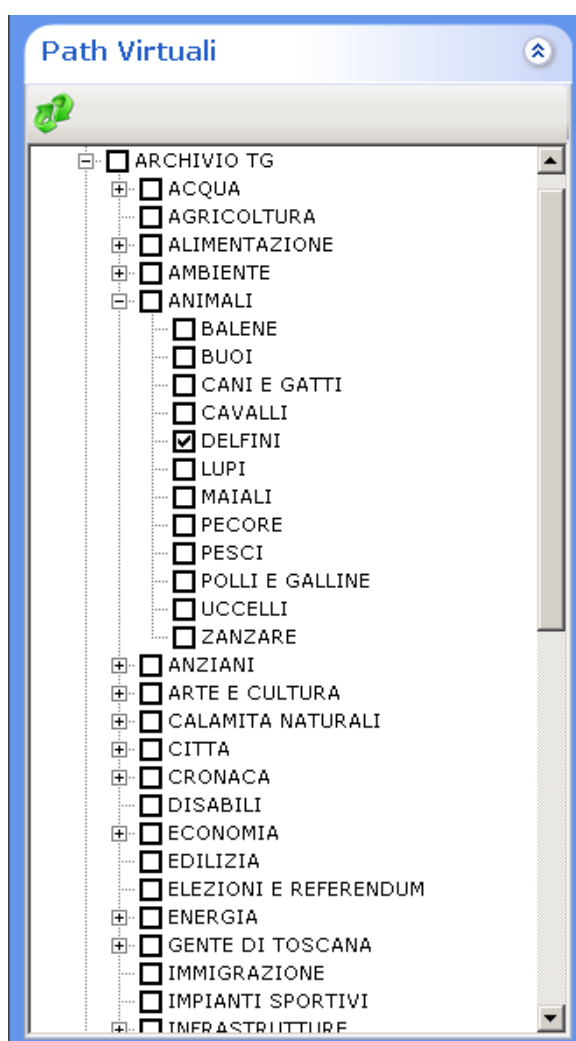 Path Virtuali
ARCHIVIO TG
ACQUA
AGRICOLTURA
ALIMENTAZIONE
AMBIENTE
ANIMALI
BALENE
BUOI
CANI E GATTI
CAVALLI
DELFINI
LUPI
MAIALI
PECORE
PESCI
POLLI E GALLINE
UCCELLI
ZANZARE
ANZIANI
ARTE E CULTURA
CALAMITA NATURALI
CITTA
CRONACA
DISABILI
ECONOMIA
EDILIZIA
ELEZIONI E REFERENDUM
ENERGIA
GENTE DI TOSCANA
IMMIGRAZIONE
IMPIANTI SPORTIVI
INFRASTRUTTURE